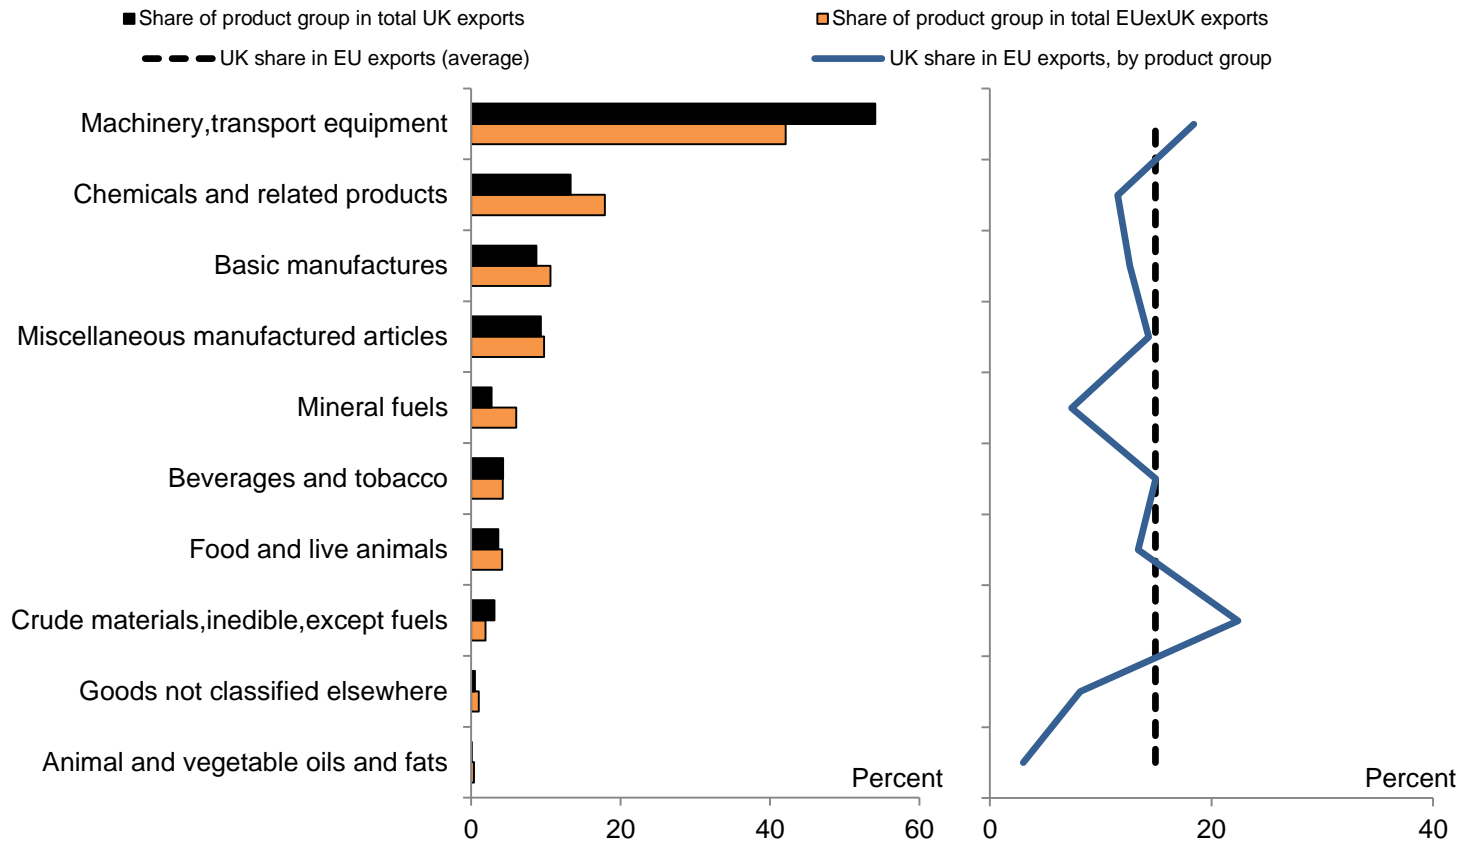 Share of product group in total UK exports
Share of product group in total EUexUK exports
UK share in EU exports (average)
UK share in EU exports, by product group
Machinery,transport equipment
Chemicals and related products
Basic manufactures
Miscellaneous manufactured articles
Mineral fuels
Beverages and tobacco
Food and live animals
Crude materials,inedible,except fuels
Goods not classified elsewhere
Animal and vegetable oils and fats
Percent
Percent
0 20 40 60
0 20 40